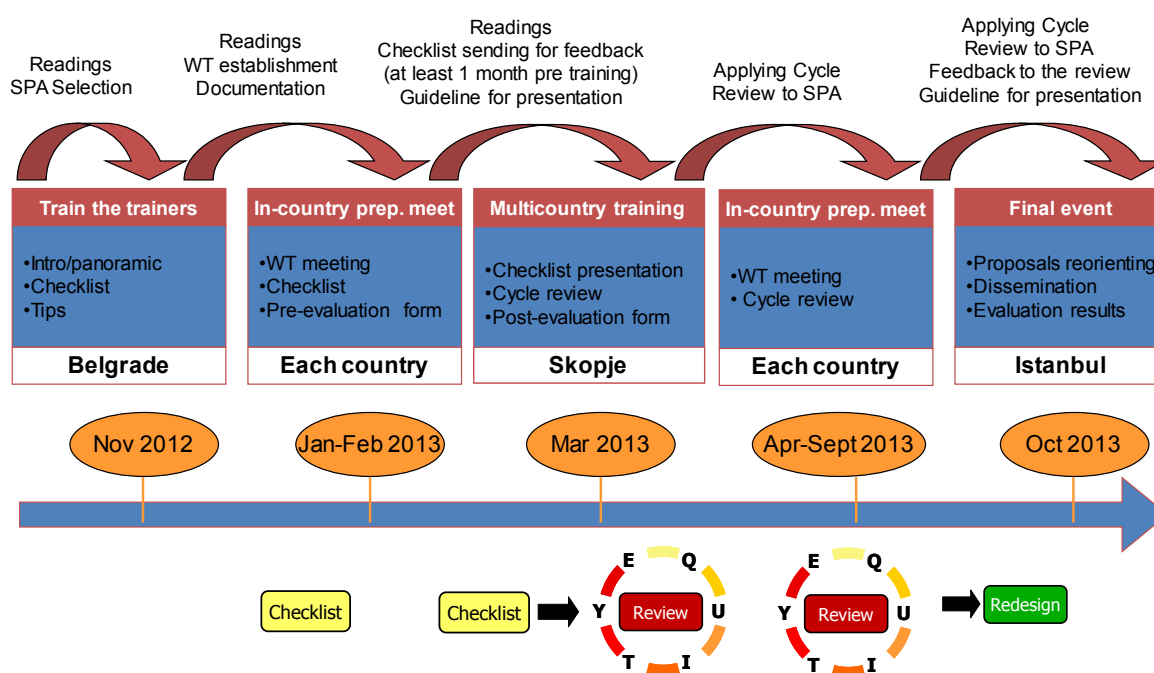 Readings
SPA Selection
Readings
WT establishment
Documentation
Readings
Checklist sending for feedback
(at least 1 month pre training)
Guideline for presentation
Applying Cycle
Review to SPA
Applying Cycle
Review to SPA
Feedback to the review
Guideline for presentation
Train the trainers
•Intro/panoramic
•Checklist
•Tips
Belgrade
In-country prep. meet
•WT meeting
•Checklist
•Pre-evaluation form
Each country
Multicountry training
•Checklist presentation
•Cycle review
•Post-evaluation form
Skopje
In-country prep. meet
•WT meeting
• Cycle review
Each country
Final event
•Proposals reorienting
•Dissemination
•Evaluation results
Istanbul
Nov 2012
Jan-Feb 2013
Mar 2013
Apr-Sept 2013
Oct 2013
Checklist
Checklist
E Q U I T Y
Review
E Q U I T Y
Review
Redesign